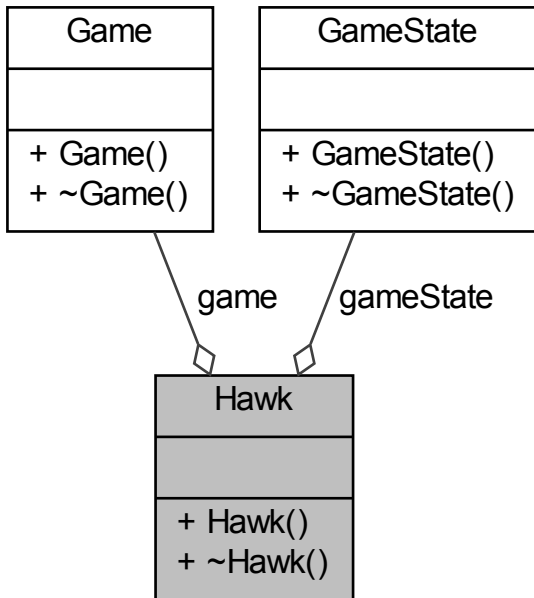 Game
+ Game()
+ ~Game()
GameState
+ GameState()
+ ~GameState()
game
gameState
Hawk
+ Hawk()
+ ~Hawk()